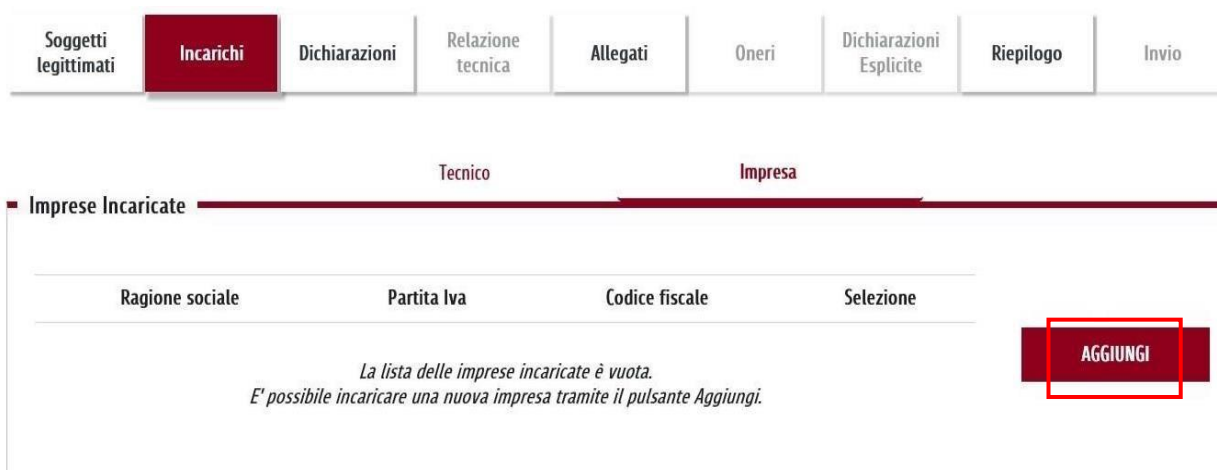 Soggetti
legittimati
Incarichi
Dichiarazioni
Relazione
tecnica
Allegati
Oneri
Dichiarazioni
Esplicite
Riepilogo
Invio
Tecnico
Impresa
Imprese Incaricate
Ragione sociale
Partita Iva
Codice fiscale
Selezione
La lista delle imprese incaricate è vuota.
E' possibile incaricare una nuova impresa tramite il pulsante Aggiungi.
AGGIUNGI